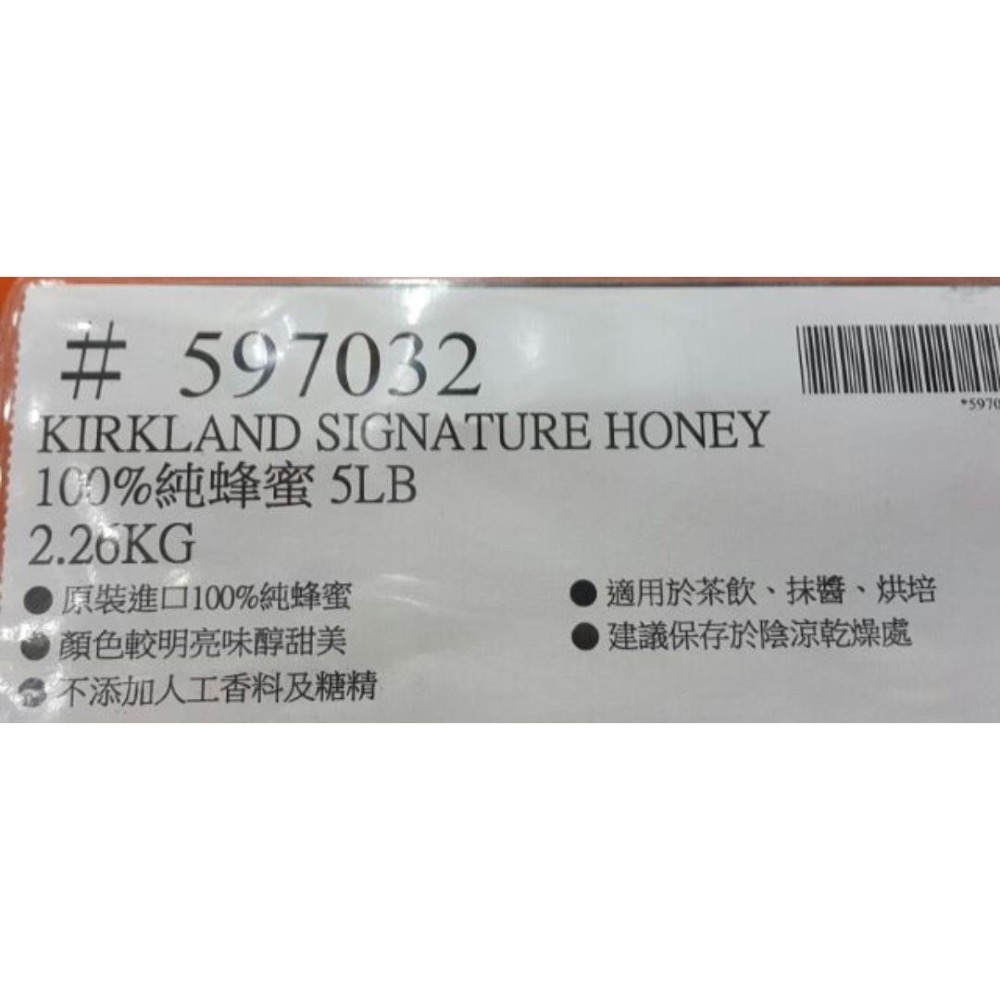 # 597032
*5970
KIRKLAND SIGNATURE HONEY
100%純蜂蜜 5LB
2.26KG
●原裝進口100%純蜂蜜
●顏色較明亮味醇甜美
●不添加人工香料及糖精
●適用於茶飲、抹醬、烘培
●建議保存於陰涼乾燥處